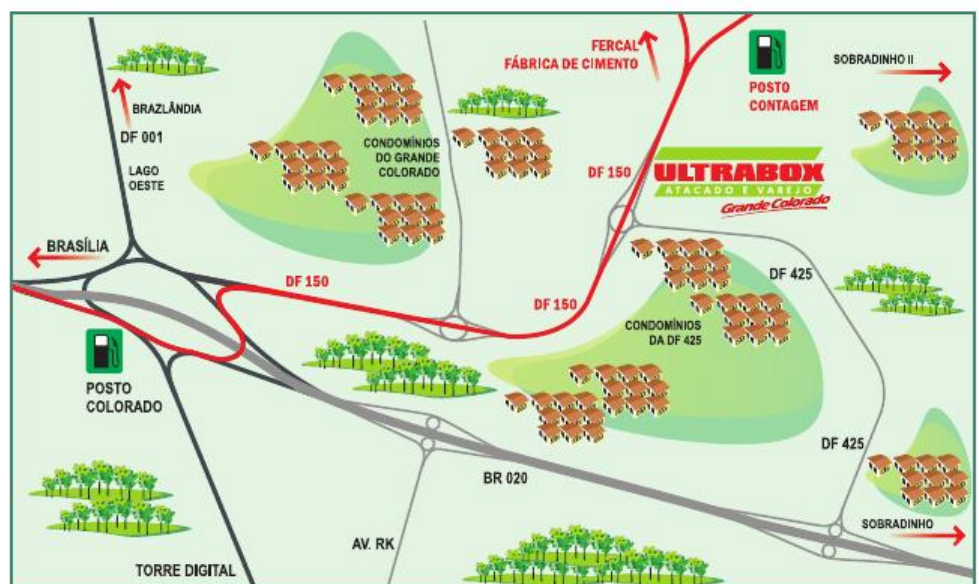 FERCAL
FÁBRICA DE CIMENTO
SOBRADINHO II
POSTO
CONTAGEM
BRAZLÂNDIA
DF 001
LAGO
OESTE
CONDOMÍNIOS
DO GRANDE
COLORADO
DF 150
ULTRABOX
ATACADO E VAREJO
Grande Colorado
BRASÍLIA
DF 150
DF 150
DF 425
CONDOMÍNIOS
DA DF 425
POSTO
COLORADO
DF 425
BR 020
SOBRADINHO
AV. RK
TORRE DIGITAL